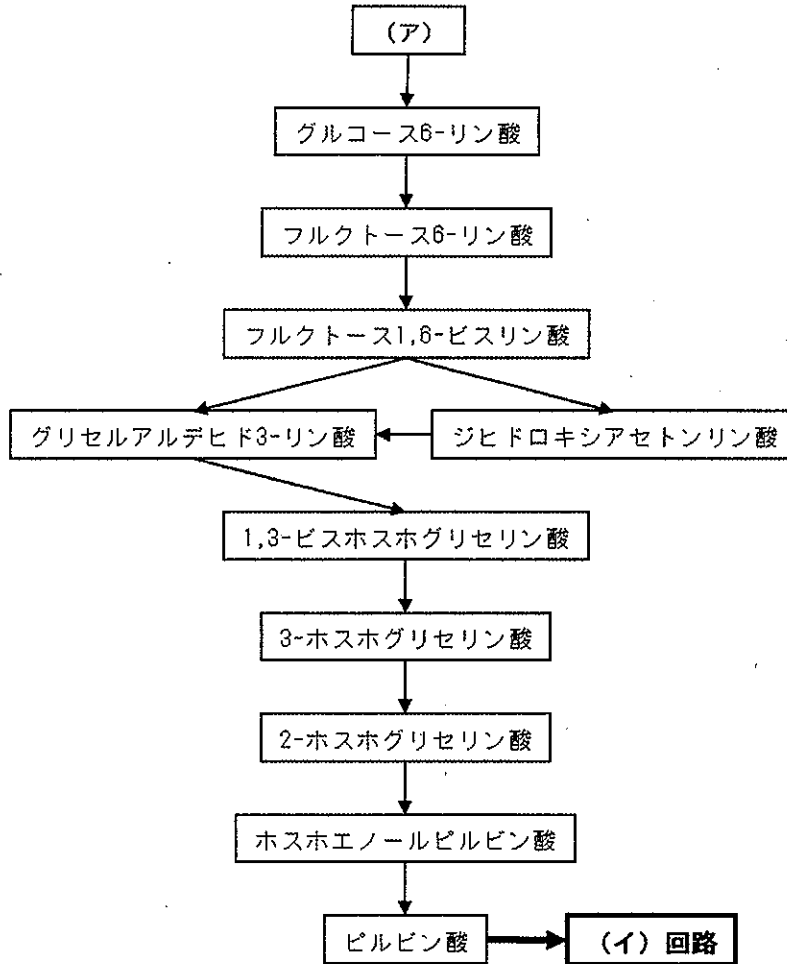 (ア)
グルコース6-リン酸
フルクトース6-リン酸
フルクトース1,6-ビスリン酸
グリセルアルデヒド3-リン酸
ジヒドロキシアセトンリン酸
1,3-ビスホスホグリセリン酸
3-ホスホグリセリン酸
2-ホスホグリセリン酸
ホスホエノールピルビン酸
ピルビン酸
(イ) 回路